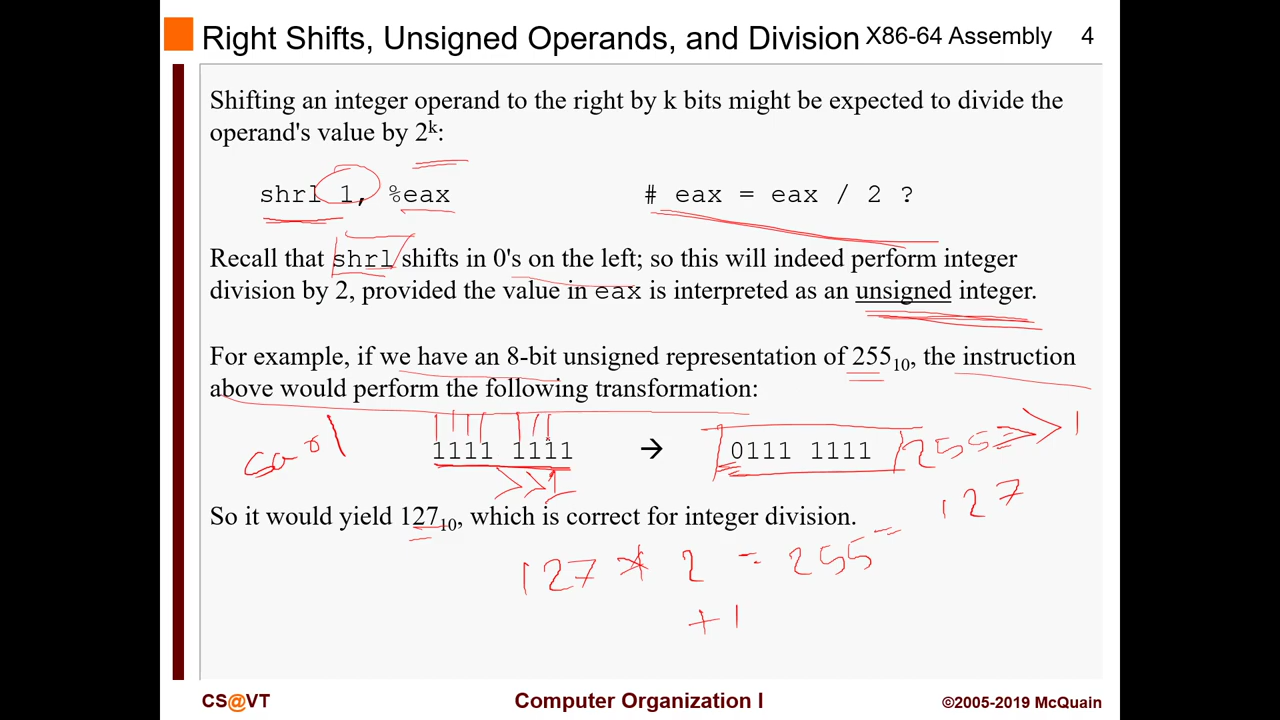 Right Shifts, Unsigned Operands, and Division X86-64 Assembly 4
Shifting an integer operand to the right by k bits might be expected to divide the
operand's value by 2ᵏ:
shrl 1, %eax # eax = eax / 2 ?
Recall that shrl shifts in 0's on the left; so this will indeed perform integer
division by 2, provided the value in eax is interpreted as an unsigned integer.
For example, if we have an 8-bit unsigned representation of 255₁₀, the instruction
above would perform the following transformation:
sarl 1111 1111 → 0111 1111 255 >> 1
>>1
127
So it would yield 127₁₀, which is correct for integer division.
127 * 2 = 255 =
+1
CS@VT Computer Organization I ©2005-2019 McQuain